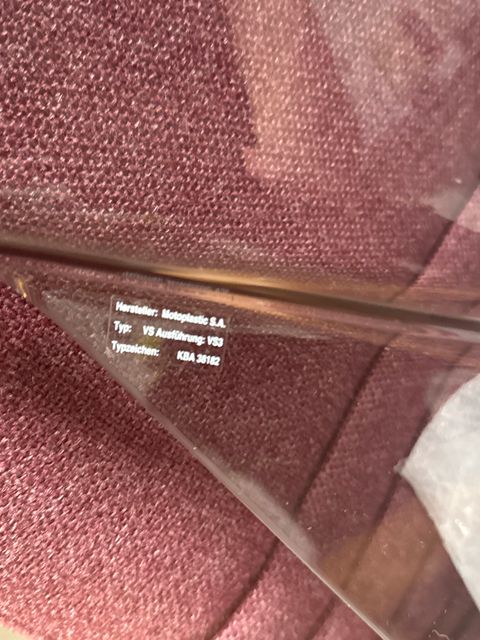 Hersteller: Motoplastic S.A.
Typ: VS Ausführung: VS3
Typzeichen: KBA 38182